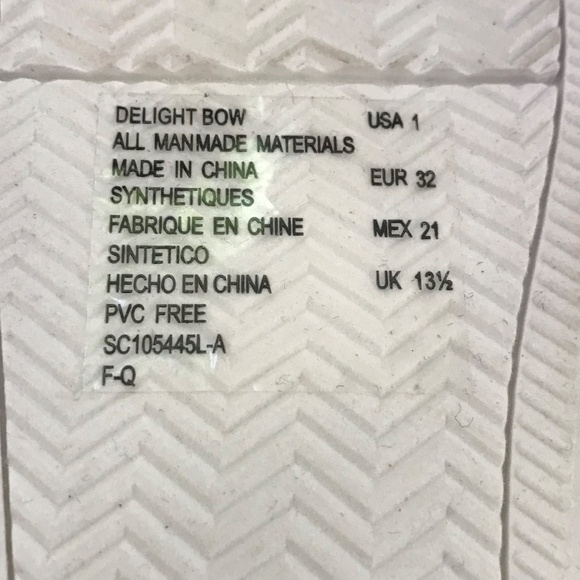 DELIGHT BOW
ALL MANMADE MATERIALS
MADE IN CHINA
SYNTHETIQUES
FABRIQUE EN CHINE
SINTETICO
HECHO EN CHINA
PVC FREE
SC105445L-A
F-Q
USA 1
EUR 32
MEX 21
UK 13½